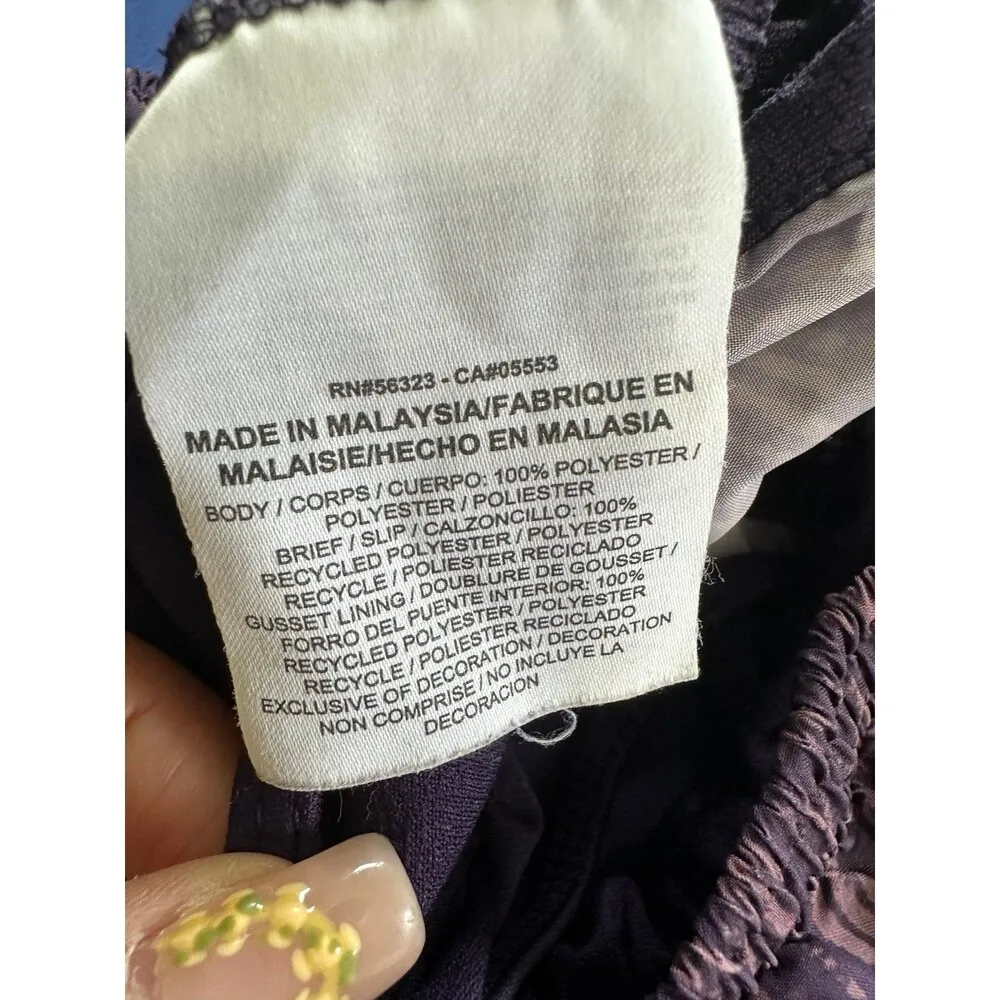 RN#56323 - CA#05553
MADE IN MALAYSIA/FABRIQUE EN
MALAISIE/HECHO EN MALASIA
BODY / CORPS / CUERPO: 100% POLYESTER /
POLYESTER / POLIESTER
BRIEF / SLIP / CALZONCILLO: 100%
RECYCLED POLYESTER / POLYESTER
RECYCLE / POLIESTER RECICLADO
GUSSET LINING / DOUBLURE DE GOUSSET /
FORRO DEL PUENTE INTERIOR: 100%
RECYCLED POLYESTER / POLYESTER
RECYCLE / POLIESTER RECICLADO
EXCLUSIVE OF DECORATION / DECORATION
NON COMPRISE / NO INCLUYE LA
DECORACION